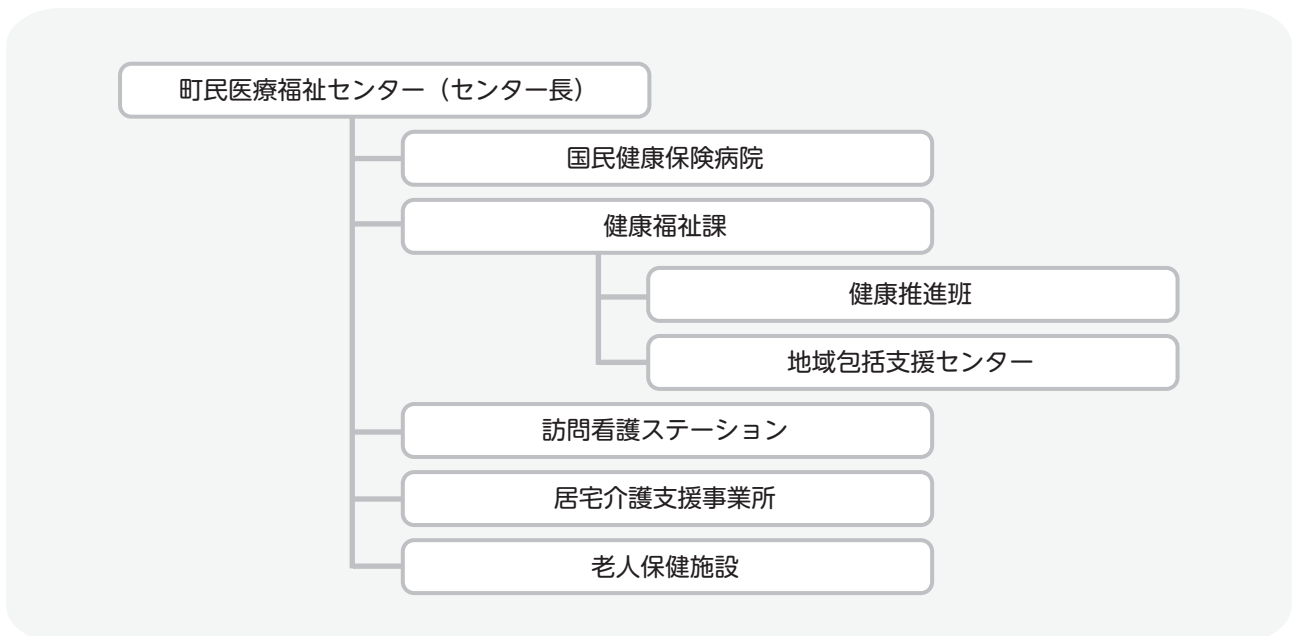 町民医療福祉センター（センター長）
国民健康保険病院
健康福祉課
健康推進班
地域包括支援センター
訪問看護ステーション
居宅介護支援事業所
老人保健施設